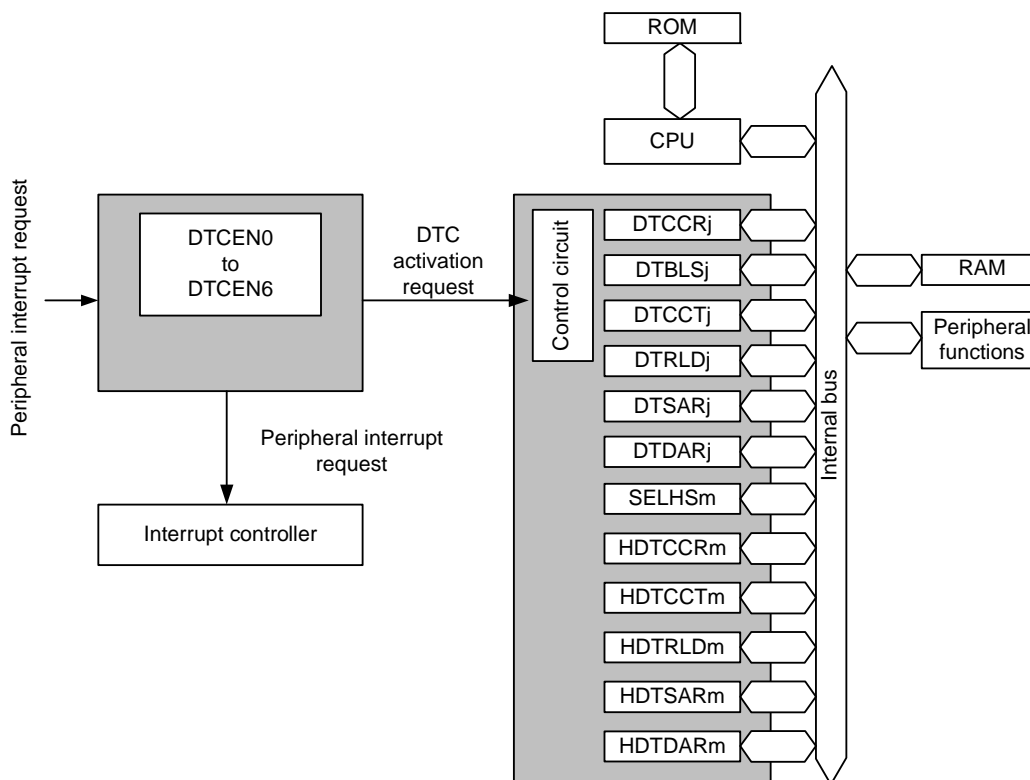 ROM
CPU
Peripheral interrupt request
DTCEN0
to
DTCEN6
DTC
activation
request
Control circuit
DTCCRj
DTBLSj
DTCCTj
DTRLDj
DTSARj
DTDARj
SELHSm
HDTCCRm
HDTCCTm
HDTRLDm
HDTSARm
HDTDARm
Internal bus
RAM
Peripheral
functions
Peripheral interrupt
request
Interrupt controller